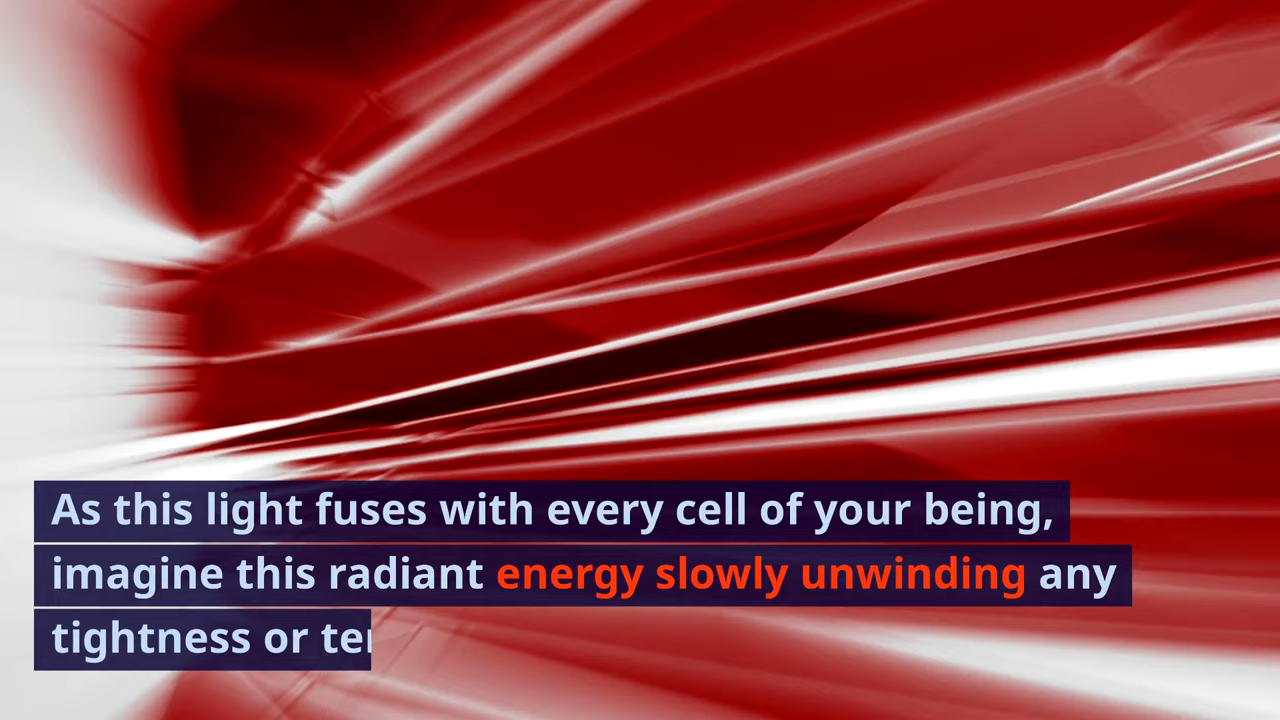 As this light fuses with every cell of your being,
imagine this radiant energy slowly unwinding any
tightness or